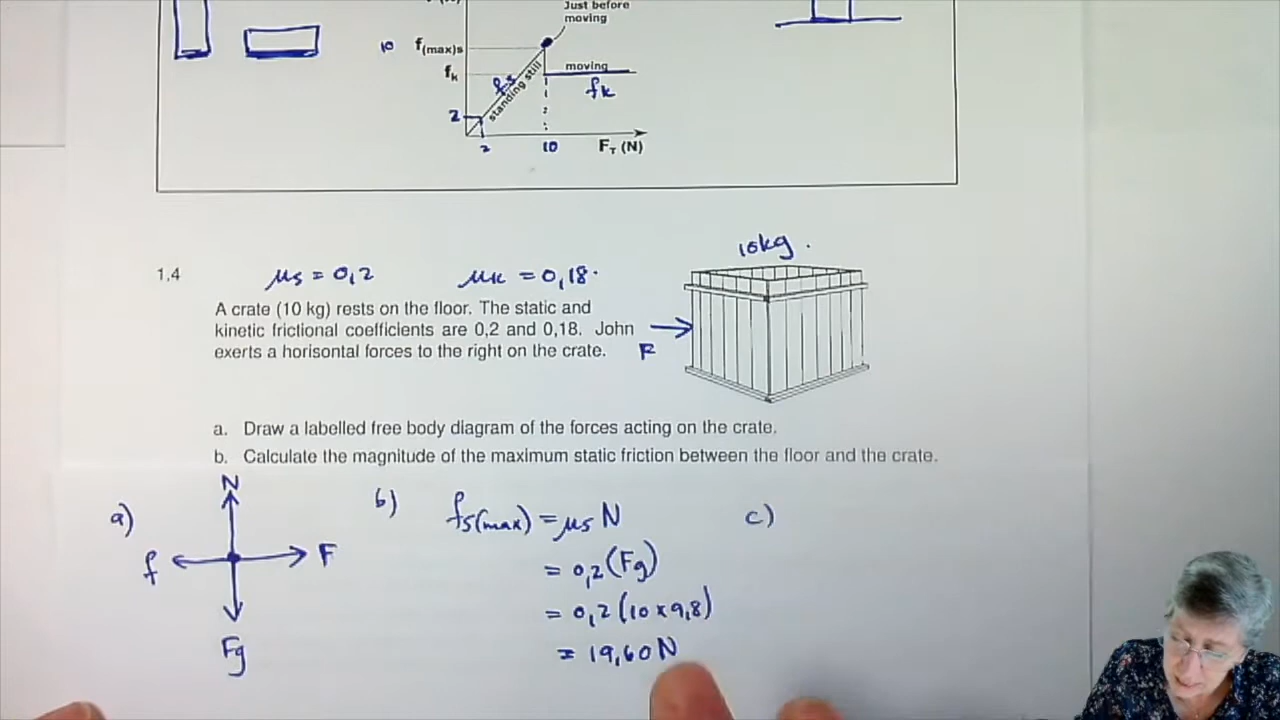 Just before
moving
10 f(max)s
fk
moving
fs
standing still
fk
2
2
10
FT (N)
10kg.
1.4
μs = 0,2
μk = 0,18.
A crate (10 kg) rests on the floor. The static and
kinetic frictional coefficients are 0,2 and 0,18. John
exerts a horisontal forces to the right on the crate.
F
a. Draw a labelled free body diagram of the forces acting on the crate.
b. Calculate the magnitude of the maximum static friction between the floor and the crate.
a)
N
f
F
Fg
b)
fs(max) = μs N
= 0,2 (Fg)
= 0,2 (10 x 9,8)
= 19,60 N
c)